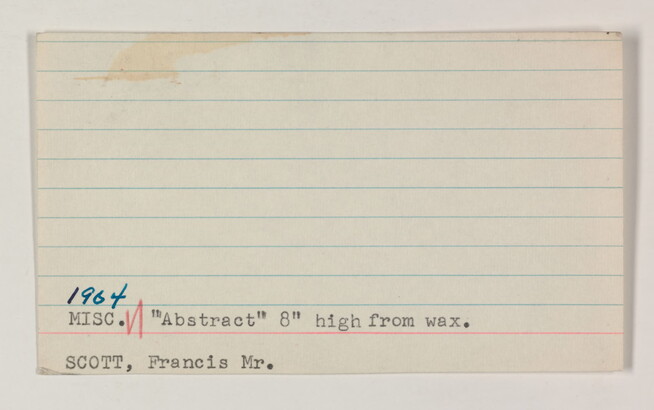 1964
MISC. "'Abstract"' 8" high from wax.
SCOTT, Francis Mr.